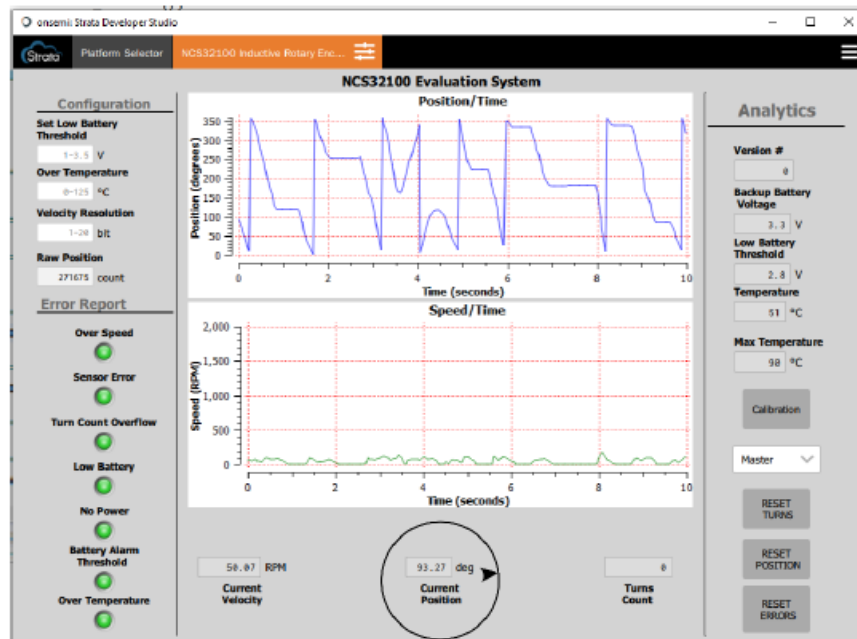 onsemi: Strata Developer Studio
Strata
Platform Selector
NCS32100 Inductive Rotary Enc...
NCS32100 Evaluation System
Configuration
Set Low Battery
Threshold
1-3.5 V
Over Temperature
0-125 °C
Velocity Resolution
1-20 bit
Raw Position
271675 count
Error Report
Over Speed
Sensor Error
Turn Count Overflow
Low Battery
No Power
Battery Alarm
Threshold
Over Temperature
Position/Time
Position (degrees)
350
300
250
200
150
100
50
0
0 2 4 6 8 10
Time (seconds)
Speed/Time
Speed (RPM)
2,000
1,500
1,000
500
0
0 2 4 6 8 10
Time (seconds)
50.07 RPM
Current
Velocity
93.27 deg
Current
Position
0
Turns
Count
Analytics
Version #
0
Backup Battery
Voltage
3.3 V
Low Battery
Threshold
2.8 V
Temperature
51 °C
Max Temperature
90 °C
Calibration
Master
RESET
TURNS
RESET
POSITION
RESET
ERRORS